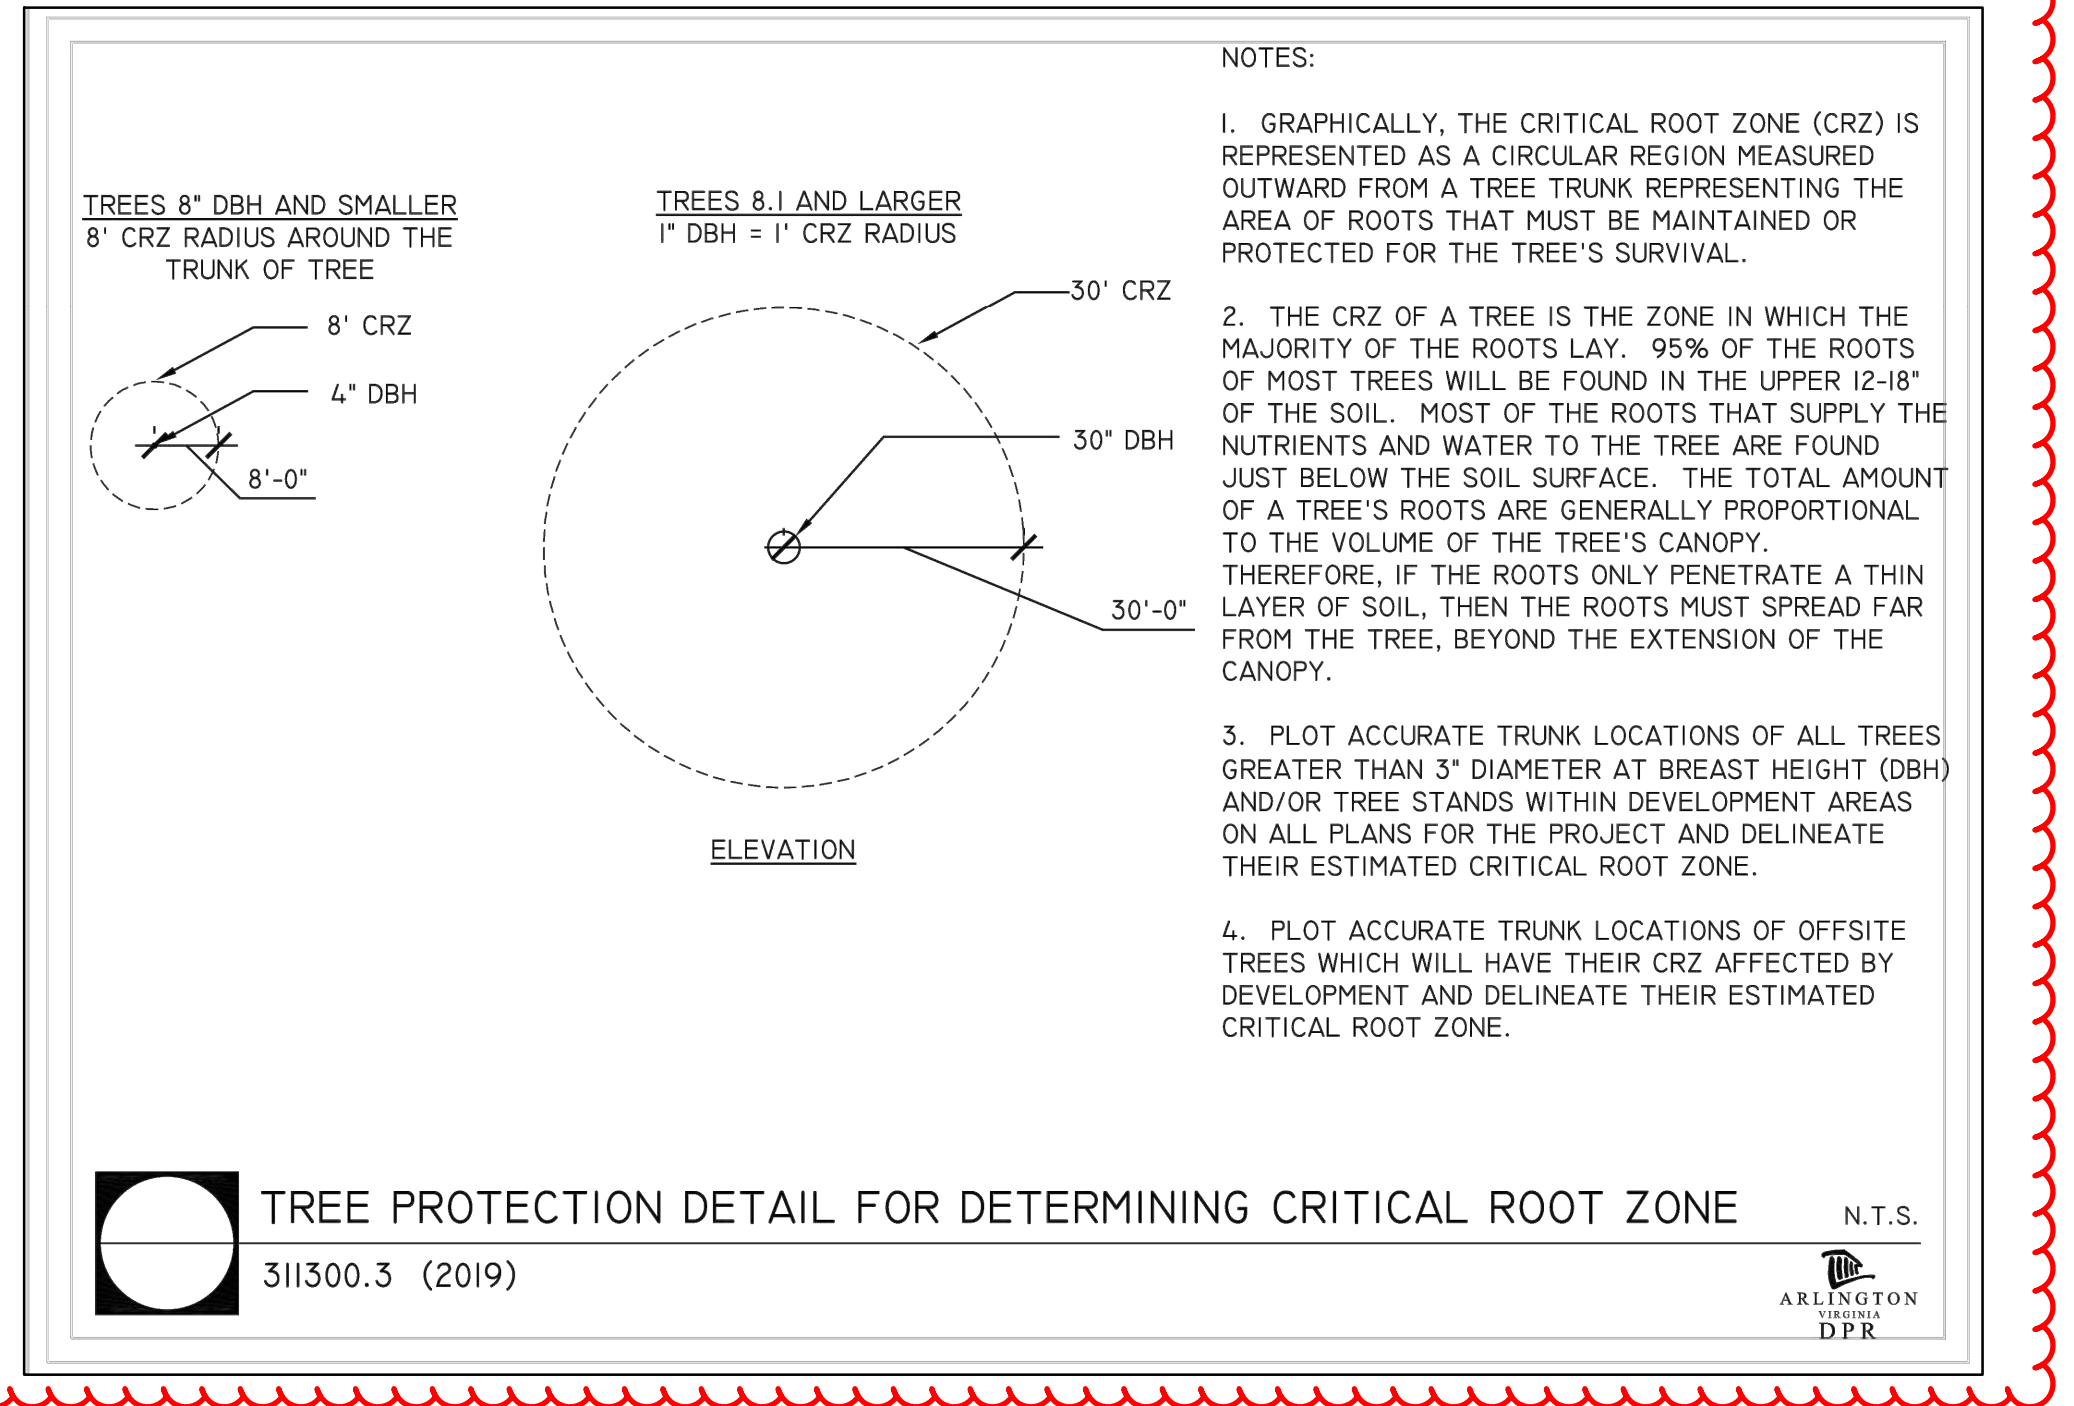 TREES 8" DBH AND SMALLER
8' CRZ RADIUS AROUND THE
TRUNK OF TREE
8' CRZ
4" DBH
8'-0"
TREES 8.1 AND LARGER
1" DBH = 1' CRZ RADIUS
30' CRZ
30" DBH
30'-0"
ELEVATION
NOTES:
1. GRAPHICALLY, THE CRITICAL ROOT ZONE (CRZ) IS
REPRESENTED AS A CIRCULAR REGION MEASURED
OUTWARD FROM A TREE TRUNK REPRESENTING THE
AREA OF ROOTS THAT MUST BE MAINTAINED OR
PROTECTED FOR THE TREE'S SURVIVAL.
2. THE CRZ OF A TREE IS THE ZONE IN WHICH THE
MAJORITY OF THE ROOTS LAY. 95% OF THE ROOTS
OF MOST TREES WILL BE FOUND IN THE UPPER 12-18"
OF THE SOIL. MOST OF THE ROOTS THAT SUPPLY THE
NUTRIENTS AND WATER TO THE TREE ARE FOUND
JUST BELOW THE SOIL SURFACE. THE TOTAL AMOUNT
OF A TREE'S ROOTS ARE GENERALLY PROPORTIONAL
TO THE VOLUME OF THE TREE'S CANOPY.
THEREFORE, IF THE ROOTS ONLY PENETRATE A THIN
LAYER OF SOIL, THEN THE ROOTS MUST SPREAD FAR
FROM THE TREE, BEYOND THE EXTENSION OF THE
CANOPY.
3. PLOT ACCURATE TRUNK LOCATIONS OF ALL TREES
GREATER THAN 3" DIAMETER AT BREAST HEIGHT (DBH)
AND/OR TREE STANDS WITHIN DEVELOPMENT AREAS
ON ALL PLANS FOR THE PROJECT AND DELINEATE
THEIR ESTIMATED CRITICAL ROOT ZONE.
4. PLOT ACCURATE TRUNK LOCATIONS OF OFFSITE
TREES WHICH WILL HAVE THEIR CRZ AFFECTED BY
DEVELOPMENT AND DELINEATE THEIR ESTIMATED
CRITICAL ROOT ZONE.
TREE PROTECTION DETAIL FOR DETERMINING CRITICAL ROOT ZONE
N.T.S.
311300.3 (2019)
ARLINGTON
VIRGINIA
DPR